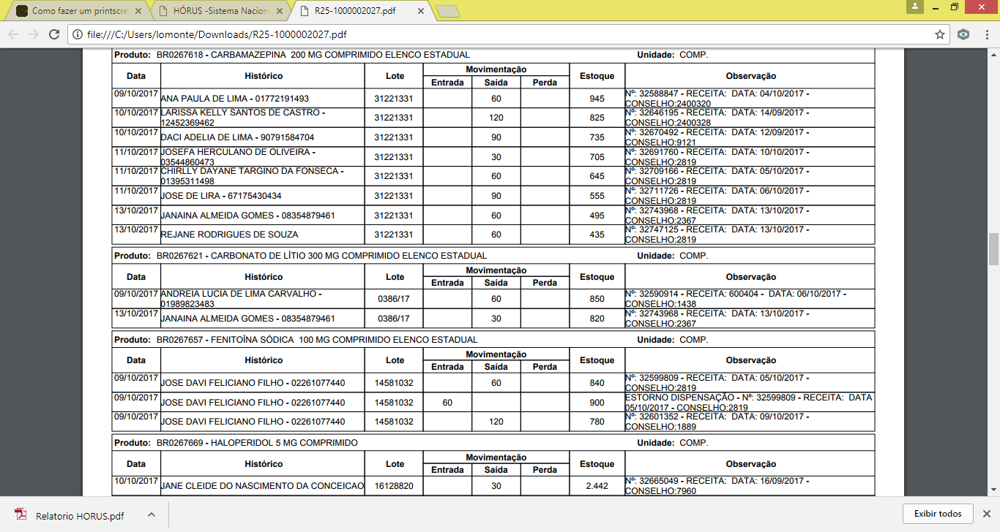 Como fazer um printscre
HÓRUS -Sistema Naciona
R25-1000002027.pdf
file:///C:/Users/lomonte/Downloads/R25-1000002027.pdf
Produto: BR0267618 - CARBAMAZEPINA 200 MG COMPRIMIDO ELENCO ESTADUAL Unidade: COMP.
Data Histórico Lote Movimentação Estoque Observação
Entrada Saída Perda
09/10/2017 ANA PAULA DE LIMA - 01772191493 31221331 60 945 Nº: 32588847 - RECEITA: DATA: 04/10/2017 -
CONSELHO:2400320
10/10/2017 LARISSA KELLY SANTOS DE CASTRO - 31221331 120 825 Nº: 32646195 - RECEITA: DATA: 14/09/2017 -
12452369462 CONSELHO:2400328
10/10/2017 DACI ADELIA DE LIMA - 90791584704 31221331 90 735 Nº: 32670492 - RECEITA: DATA: 12/09/2017 -
CONSELHO:9121
11/10/2017 JOSEFA HERCULANO DE OLIVEIRA - 31221331 30 705 Nº: 32691760 - RECEITA: DATA: 10/10/2017 -
03544860473 CONSELHO:2819
11/10/2017 CHIRLLY DAYANE TARGINO DA FONSECA - 31221331 60 645 Nº: 32709166 - RECEITA: DATA: 05/10/2017 -
01395311498 CONSELHO:2819
11/10/2017 JOSE DE LIRA - 67175430434 31221331 90 555 Nº: 32711726 - RECEITA: DATA: 06/10/2017 -
CONSELHO:2819
13/10/2017 JANAINA ALMEIDA GOMES - 08354879461 31221331 60 495 Nº: 32743968 - RECEITA: DATA: 13/10/2017 -
CONSELHO:2367
13/10/2017 REJANE RODRIGUES DE SOUZA 31221331 60 435 Nº: 32747125 - RECEITA: DATA: 13/10/2017 -
CONSELHO:2819
Produto: BR0267621 - CARBONATO DE LÍTIO 300 MG COMPRIMIDO ELENCO ESTADUAL Unidade: COMP.
Data Histórico Lote Movimentação Estoque Observação
Entrada Saída Perda
09/10/2017 ANDREIA LUCIA DE LIMA CARVALHO - 0386/17 60 850 Nº: 32590914 - RECEITA: 600404 - DATA: 06/10/2017 -
01989823483 CONSELHO:1438
13/10/2017 JANAINA ALMEIDA GOMES - 08354879461 0386/17 30 820 Nº: 32743968 - RECEITA: DATA: 13/10/2017 -
CONSELHO:2367
Produto: BR0267657 - FENITOÍNA SÓDICA 100 MG COMPRIMIDO ELENCO ESTADUAL Unidade: COMP.
Data Histórico Lote Movimentação Estoque Observação
Entrada Saída Perda
09/10/2017 JOSE DAVI FELICIANO FILHO - 02261077440 14581032 60 840 Nº: 32599809 - RECEITA: DATA: 05/10/2017 -
CONSELHO:2819
09/10/2017 JOSE DAVI FELICIANO FILHO - 02261077440 14581032 60 900 ESTORNO DISPENSAÇÃO - Nº: 32599809 - RECEITA: DATA
05/10/2017 - CONSELHO:2819
09/10/2017 JOSE DAVI FELICIANO FILHO - 02261077440 14581032 120 780 Nº: 32601352 - RECEITA: DATA: 09/10/2017 -
CONSELHO:1889
Produto: BR0267669 - HALOPERIDOL 5 MG COMPRIMIDO Unidade: COMP.
Data Histórico Lote Movimentação Estoque Observação
Entrada Saída Perda
10/10/2017 JANE CLEIDE DO NASCIMENTO DA CONCEICAO 16128820 30 2.442 Nº: 32665049 - RECEITA: DATA: 16/09/2017 -
CONSELHO:7960
Relatorio HORUS.pdf
Exibir todos